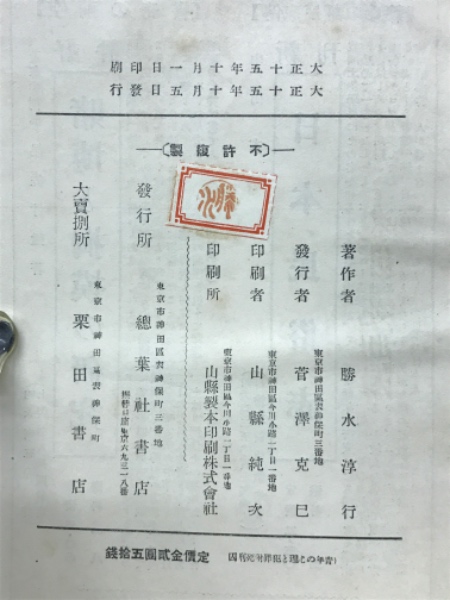 大正十五年十月一日印刷
大正十五年十月五日發行
不許複製
著作者 勝水淳行
東京市神田區裏神保町三番地
發行者 菅澤克巳
東京市神田區今川小路一丁目一番地
印刷者 山縣純次
東京市神田區今川小路一丁目一番地
印刷所 山縣製本印刷株式會社
東京市神田區裏神保町三番地
發行所 總葉社書店
振替口座東京六九三一八番
東京市神田區裏神保町
大賣捌所 栗田書店
定價金貳圓五拾錢